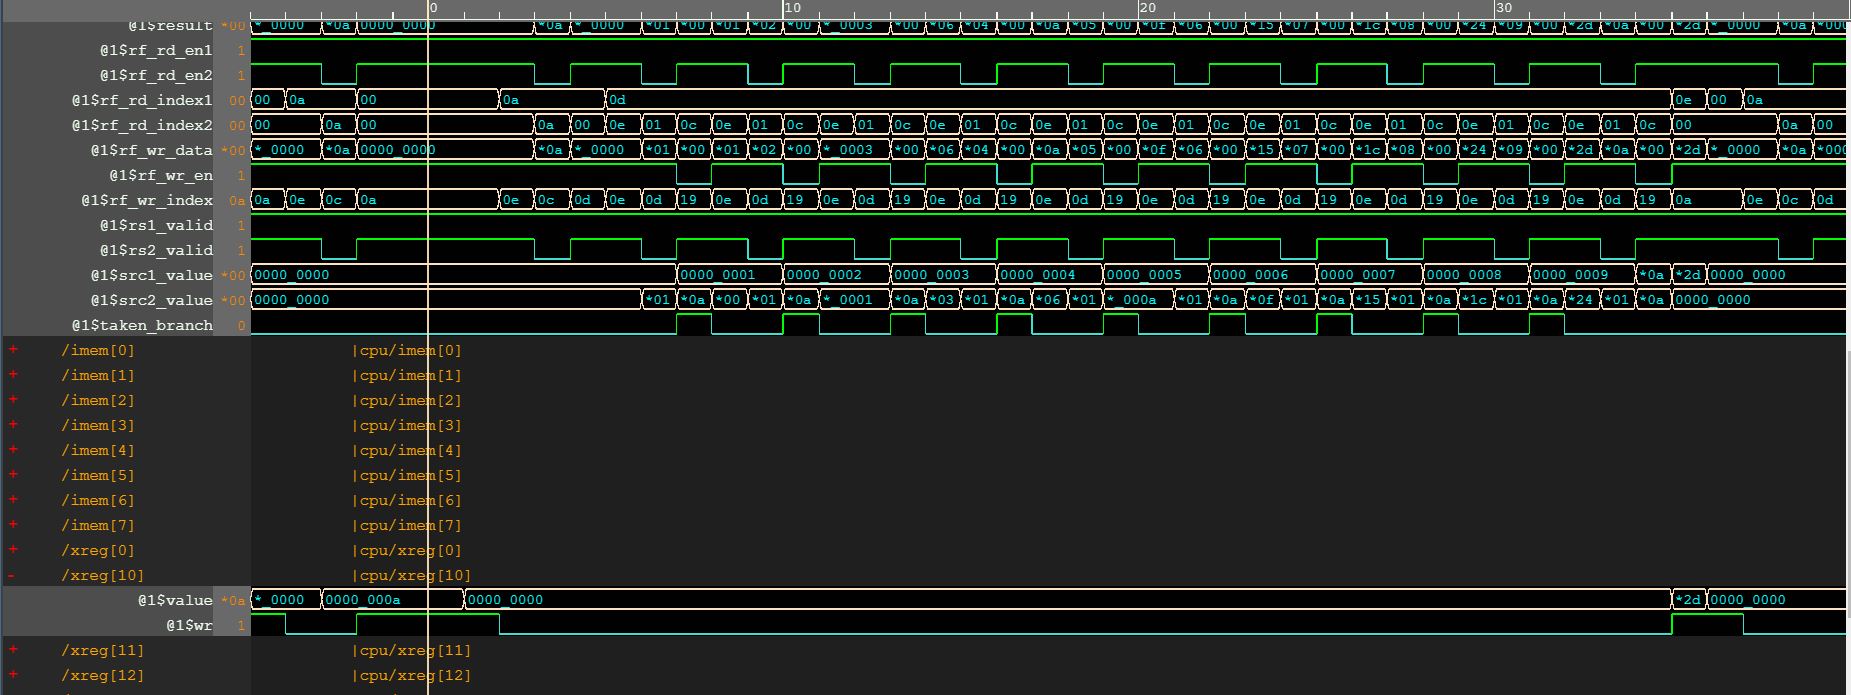 0 10 20 30
@1$result *00 *_0000 *0a 0000_0000 *0a *_0000 *01 *00 *01 *02 *00 *_0003 *00 *06 *04 *00 *0a *05 *00 *0f *06 *00 *15 *07 *00 *1c *08 *00 *24 *09 *00 *2d *0a *00 *2d *_0000 *0a *000
@1$rf_rd_en1 1
@1$rf_rd_en2 1
@1$rf_rd_index1 00 00 0a 00 0a 0d 0e 00 0a
@1$rf_rd_index2 00 00 0a 00 0a 00 0e 01 0c 0e 01 0c 0e 01 0c 0e 01 0c 0e 01 0c 0e 01 0c 0e 01 0c 0e 01 0c 0e 01 0c 0e 01 0c 00 0a 00
@1$rf_wr_data *00 *_0000 *0a 0000_0000 *0a *_0000 *01 *00 *01 *02 *00 *_0003 *00 *06 *04 *00 *0a *05 *00 *0f *06 *00 *15 *07 *00 *1c *08 *00 *24 *09 *00 *2d *0a *00 *2d *_0000 *0a *000
@1$rf_wr_en 1
@1$rf_wr_index 0a 0a 0e 0c 0a 0e 0c 0d 0e 0d 19 0e 0d 19 0e 0d 19 0e 0d 19 0e 0d 19 0e 0d 19 0e 0d 19 0e 0d 19 0e 0d 19 0e 0d 19 0a 0e 0c 0d
@1$rs1_valid 1
@1$rs2_valid 1
@1$src1_value *00 0000_0000 0000_0001 0000_0002 0000_0003 0000_0004 0000_0005 0000_0006 0000_0007 0000_0008 0000_0009 *0a *2d 0000_0000
@1$src2_value *00 0000_0000 *01 *0a *00 *01 *0a *_0001 *0a *03 *01 *0a *06 *01 *_000a *01 *0a *0f *01 *0a *15 *01 *0a *1c *01 *0a *24 *01 *0a 0000_0000
@1$taken_branch 0
+ /imem[0] |cpu/imem[0]
+ /imem[1] |cpu/imem[1]
+ /imem[2] |cpu/imem[2]
+ /imem[3] |cpu/imem[3]
+ /imem[4] |cpu/imem[4]
+ /imem[5] |cpu/imem[5]
+ /imem[6] |cpu/imem[6]
+ /imem[7] |cpu/imem[7]
+ /xreg[0] |cpu/xreg[0]
- /xreg[10] |cpu/xreg[10]
@1$value *0a *_0000 0000_000a 0000_0000 *2d 0000_0000
@1$wr 1
+ /xreg[11] |cpu/xreg[11]
+ /xreg[12] |cpu/xreg[12]